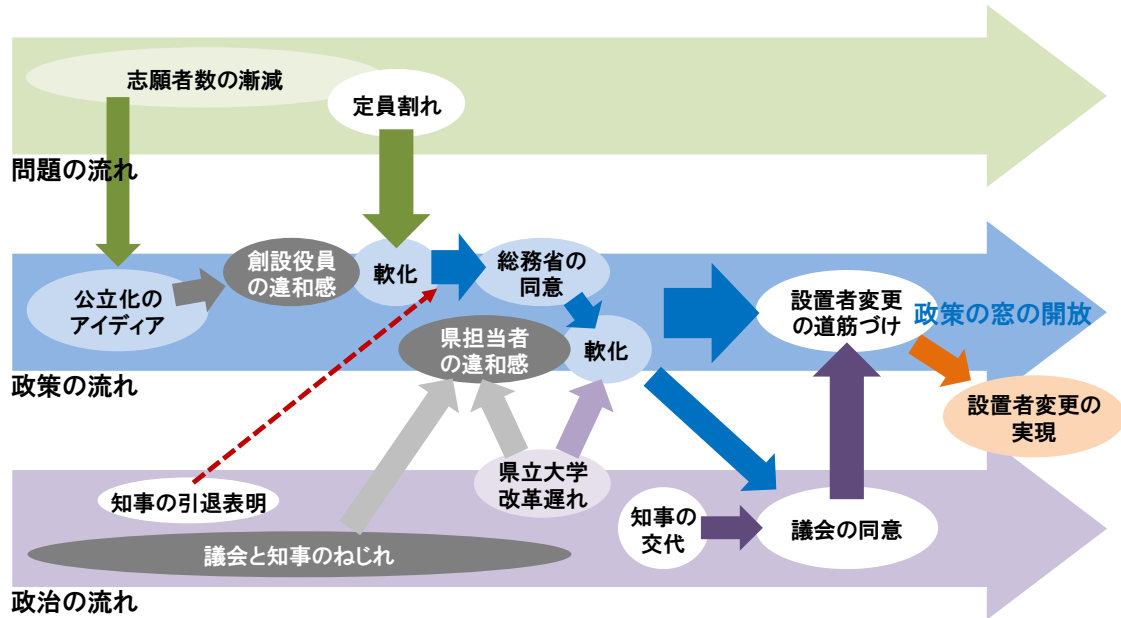 志願者数の漸減
定員割れ
問題の流れ
創設役員
の違和感
軟化
総務省の
同意
公立化の
アイディア
設置者変更
の道筋づけ
政策の窓の開放
県担当者
の違和感
軟化
政策の流れ
設置者変更の
実現
県立大学
改革遅れ
知事の引退表明
知事の
交代
議会の同意
議会と知事のねじれ
政治の流れ